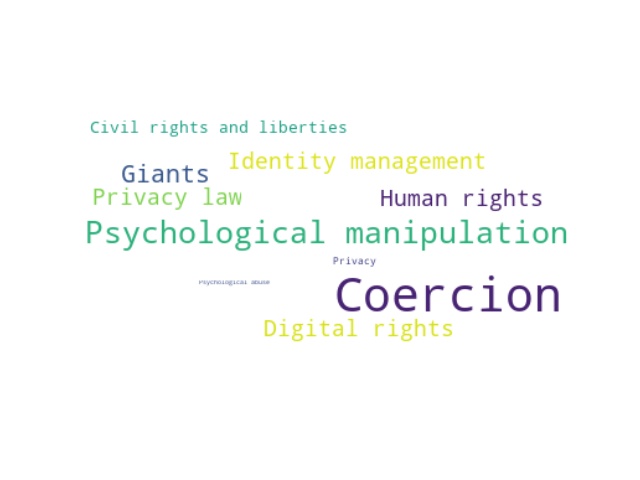 Civil rights and liberties
Identity management
Giants
Privacy law
Human rights
Psychological manipulation
Privacy
Psychological abuse
Coercion
Digital rights